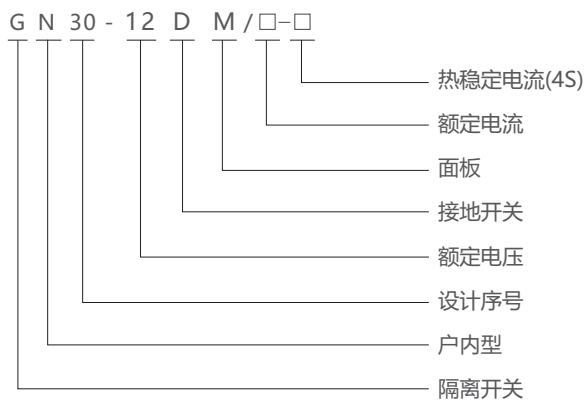 G N 30 - 12 D M / □-□
热稳定电流(4S)
额定电流
面板
接地开关
额定电压
设计序号
户内型
隔离开关